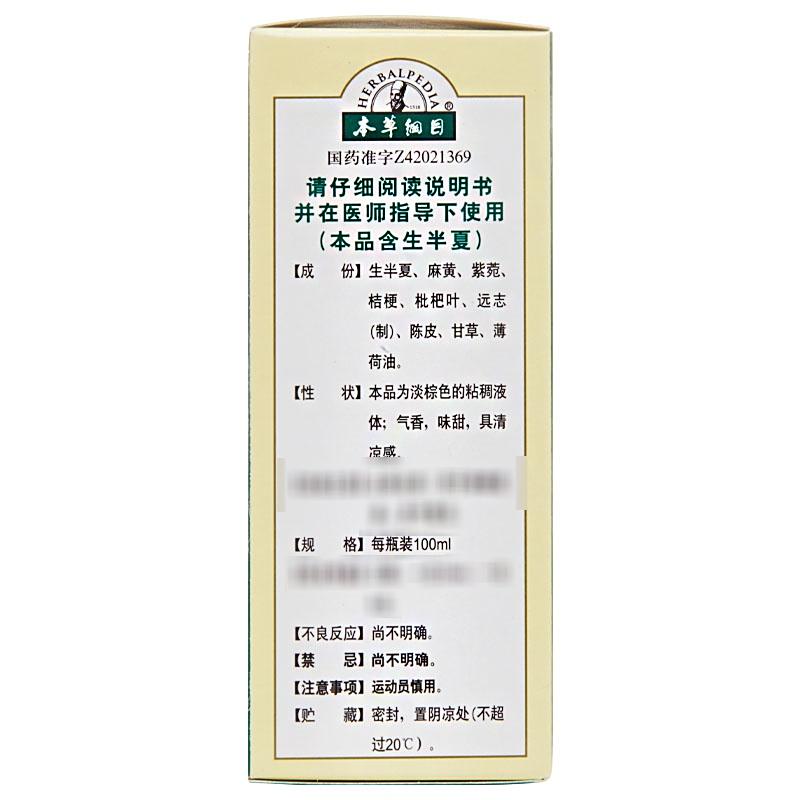 HERBALPEDIA
1518
®
本草纲目
国药准字Z42021369
请仔细阅读说明书
并在医师指导下使用
（本品含生半夏）
【成 份】生半夏、麻黄、紫菀、
桔梗、枇杷叶、远志
(制)、陈皮、甘草、薄
荷油。
【性 状】本品为淡棕色的粘稠液
体；气香，味甜，具清
凉感。
【规 格】每瓶装100ml
【不良反应】尚不明确。
【禁 忌】尚不明确。
【注意事项】运动员慎用。
【贮 藏】密封，置阴凉处(不超
过20℃）。